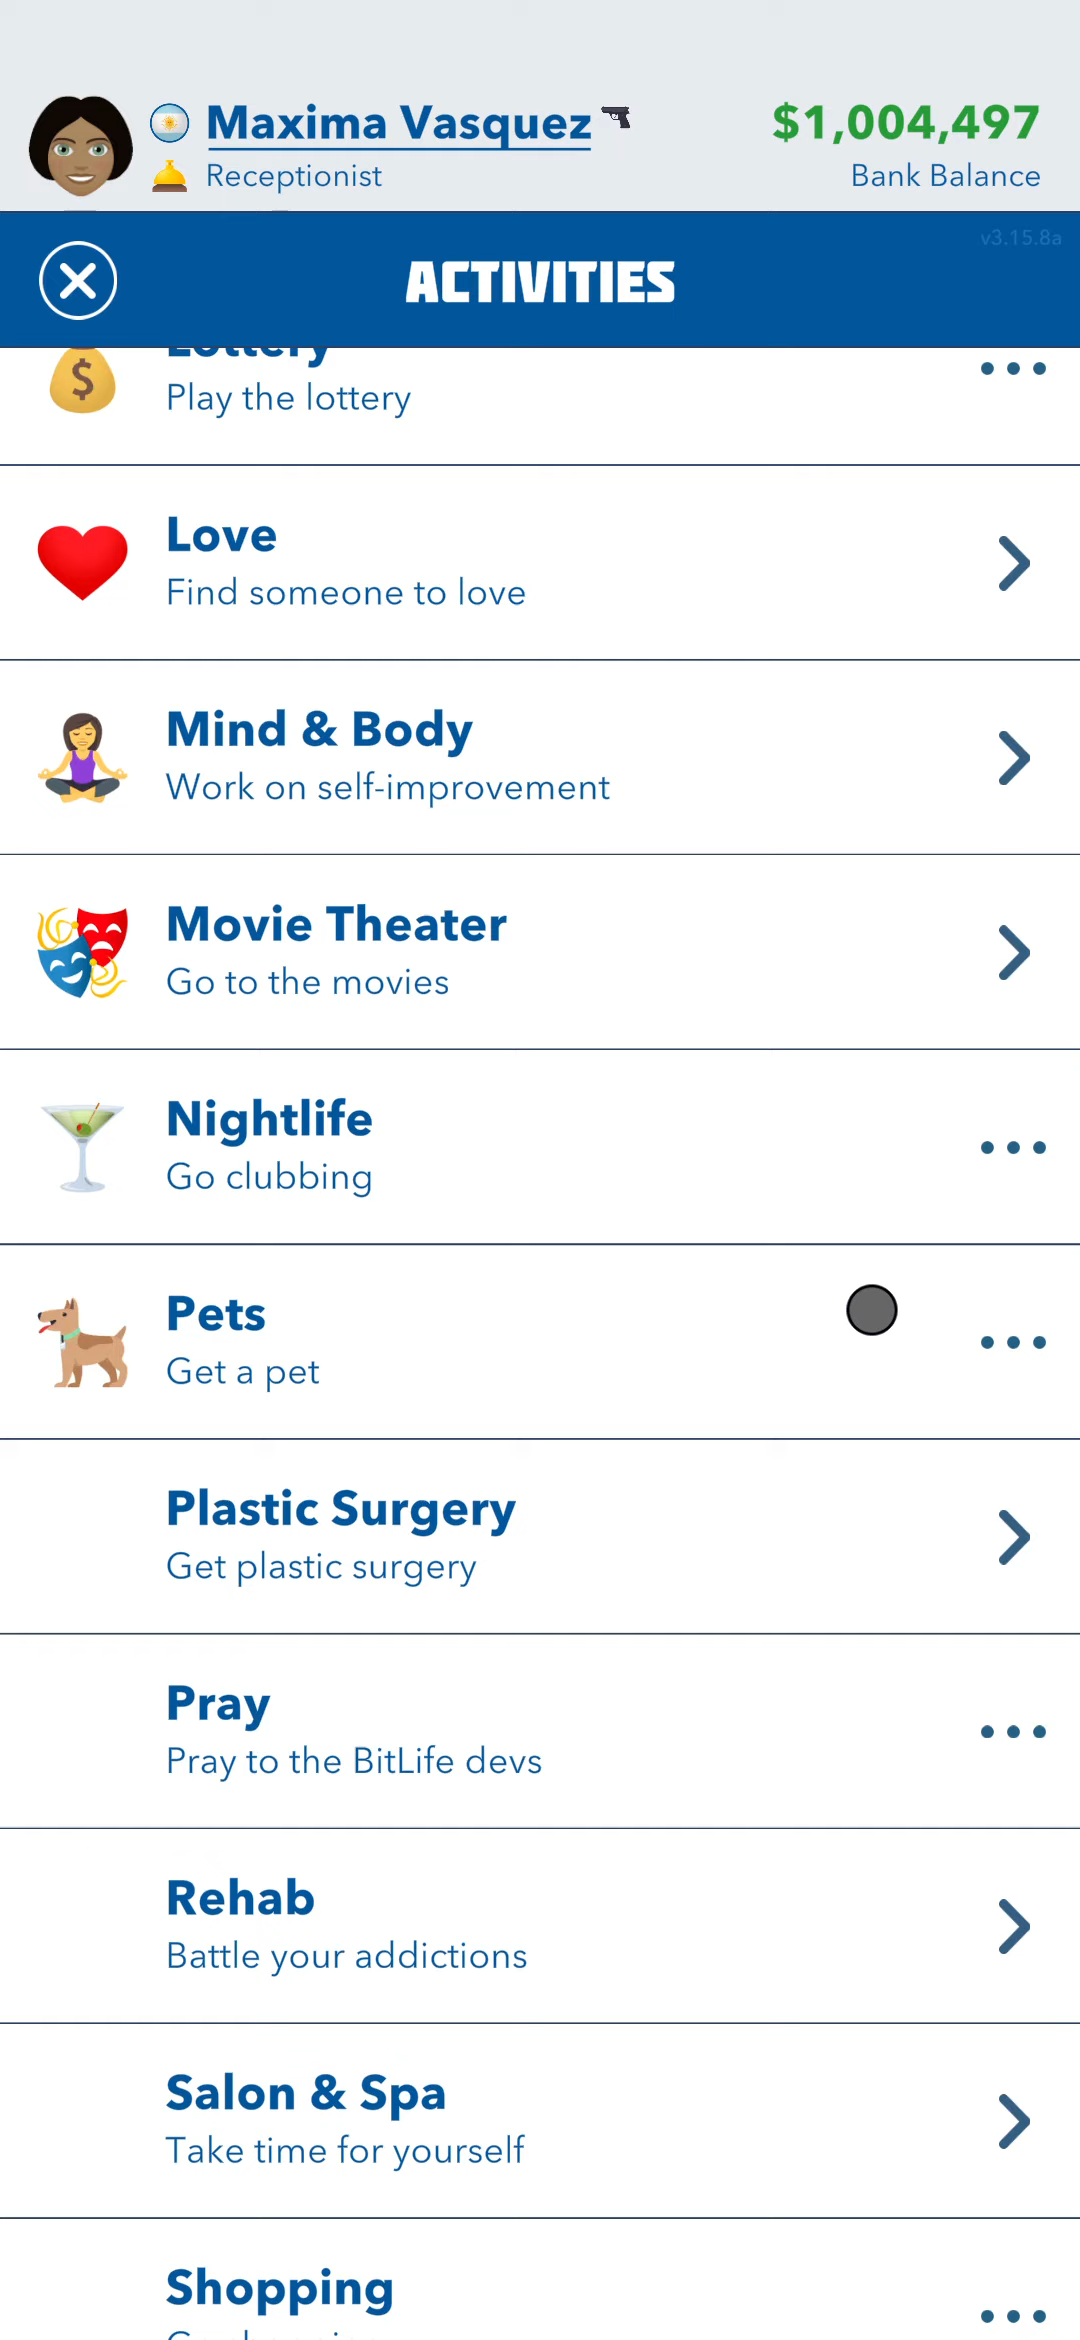 Maxima Vasquez
$1,004,497
Receptionist
Bank Balance
v3.15.8a
ACTIVITIES
Lottery
Play the lottery
Love
Find someone to love
Mind & Body
Work on self-improvement
Movie Theater
Go to the movies
Nightlife
Go clubbing
Pets
Get a pet
Plastic Surgery
Get plastic surgery
Pray
Pray to the BitLife devs
Rehab
Battle your addictions
Salon & Spa
Take time for yourself
Shopping